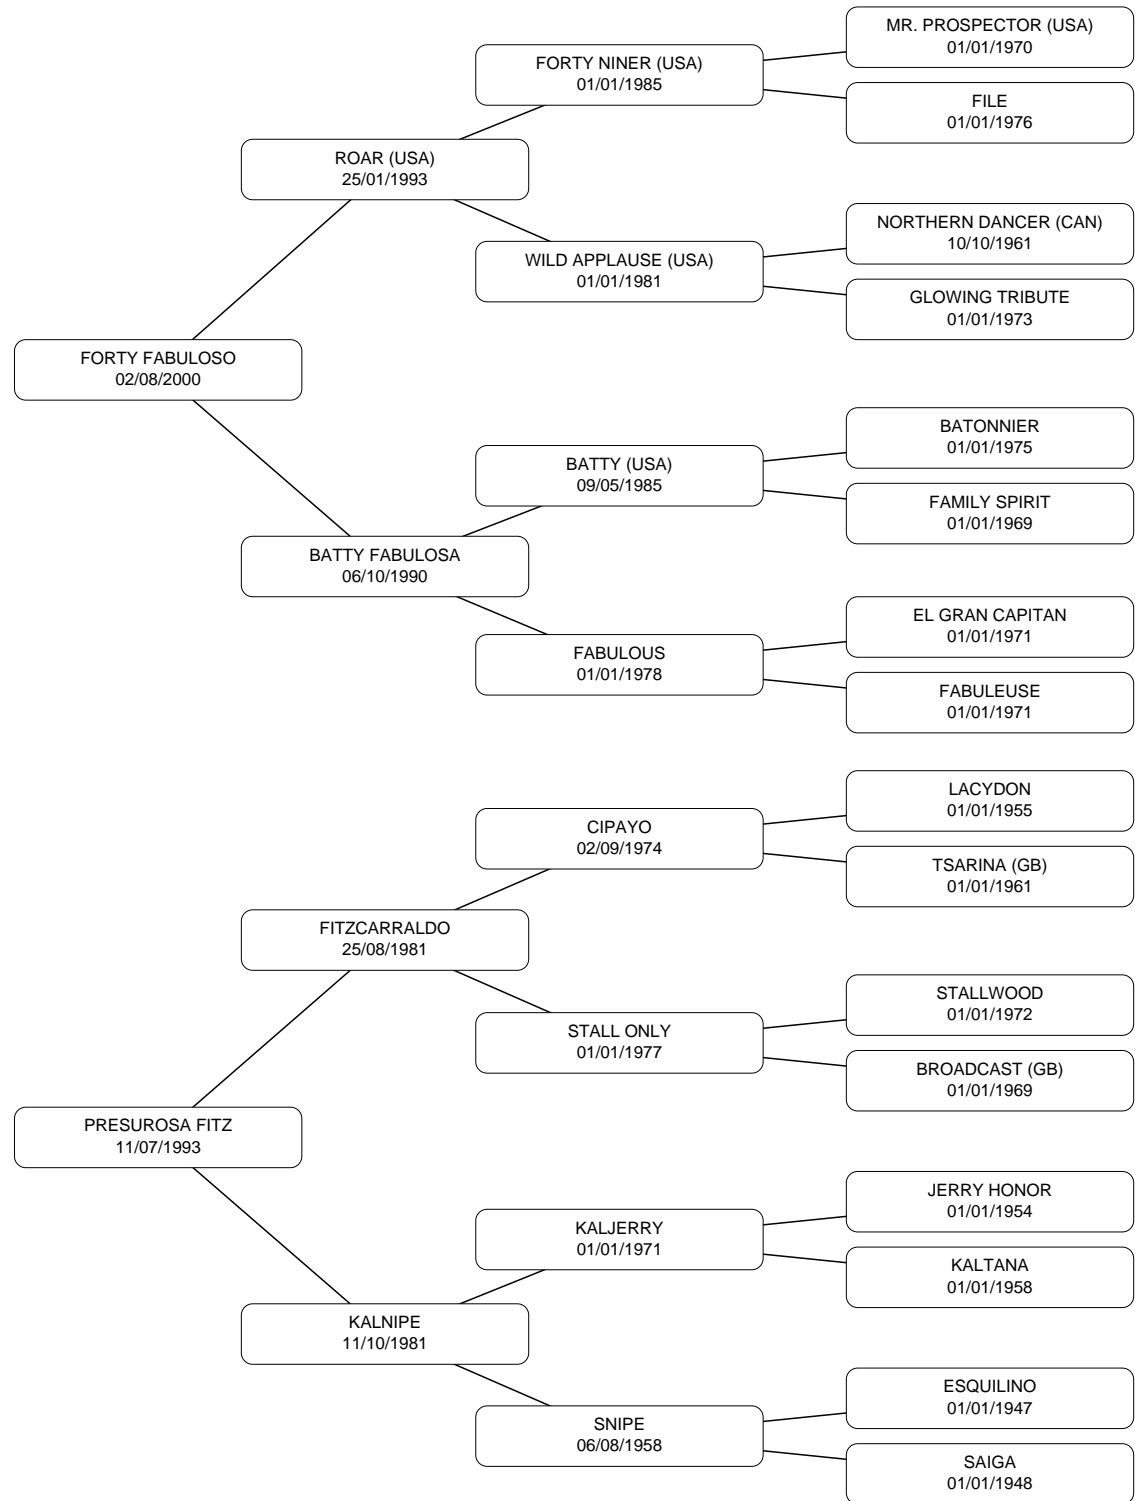 MR. PROSPECTOR (USA)
01/01/1970
FORTY NINER (USA)
01/01/1985
FILE
01/01/1976
ROAR (USA)
25/01/1993
NORTHERN DANCER (CAN)
10/10/1961
WILD APPLAUSE (USA)
01/01/1981
GLOWING TRIBUTE
01/01/1973
FORTY FABULOSO
02/08/2000
BATONNIER
01/01/1975
BATTY (USA)
09/05/1985
FAMILY SPIRIT
01/01/1969
BATTY FABULOSA
06/10/1990
EL GRAN CAPITAN
01/01/1971
FABULOUS
01/01/1978
FABULEUSE
01/01/1971
LACYDON
01/01/1955
CIPAYO
02/09/1974
TSARINA (GB)
01/01/1961
FITZCARRALDO
25/08/1981
STALLWOOD
01/01/1972
STALL ONLY
01/01/1977
BROADCAST (GB)
01/01/1969
PRESUROSA FITZ
11/07/1993
JERRY HONOR
01/01/1954
KALJERRY
01/01/1971
KALTANA
01/01/1958
KALNIPE
11/10/1981
ESQUILINO
01/01/1947
SNIPE
06/08/1958
SAIGA
01/01/1948